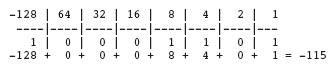 -128 | 64 | 32 | 16 | 8 | 4 | 2 | 1
----|----|----|----|----|----|----|---
1 | 0 | 0 | 0 | 1 | 1 | 0 | 1
-128 + 0 + 0 + 0 + 8 + 4 + 0 + 1 = -115